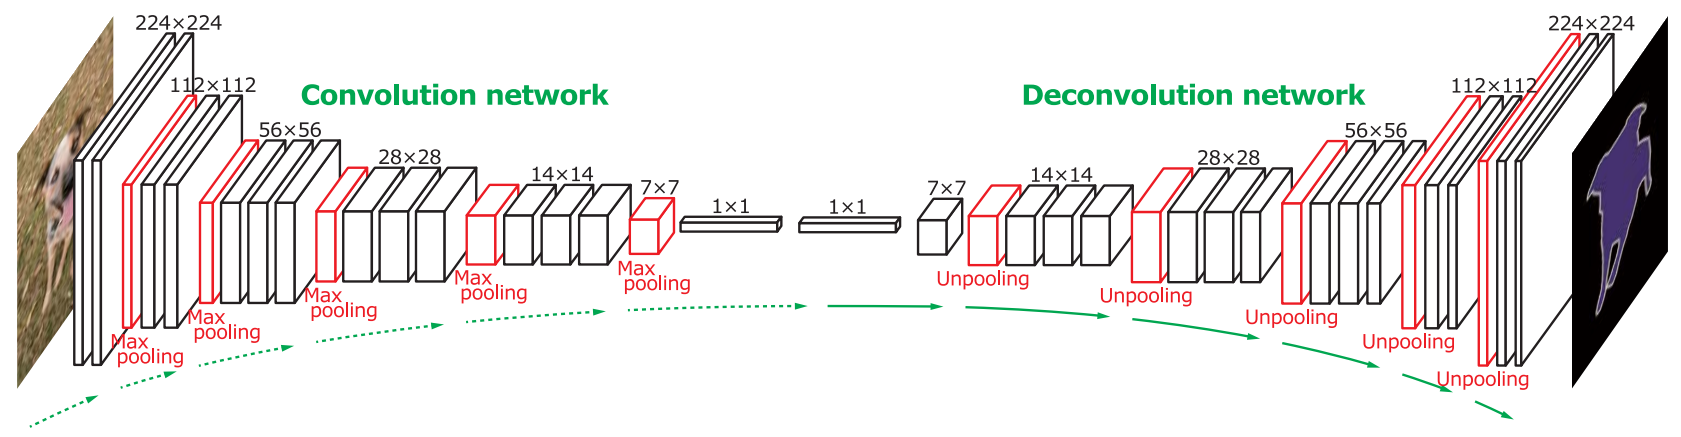 224×224
112×112
Convolution network
56×56
28×28
14×14
7×7
1×1
Max
pooling
Max
pooling
Max
pooling
Max
pooling
Max
pooling
Deconvolution network
1×1
7×7
14×14
28×28
56×56
112×112
224×224
Unpooling
Unpooling
Unpooling
Unpooling
Unpooling